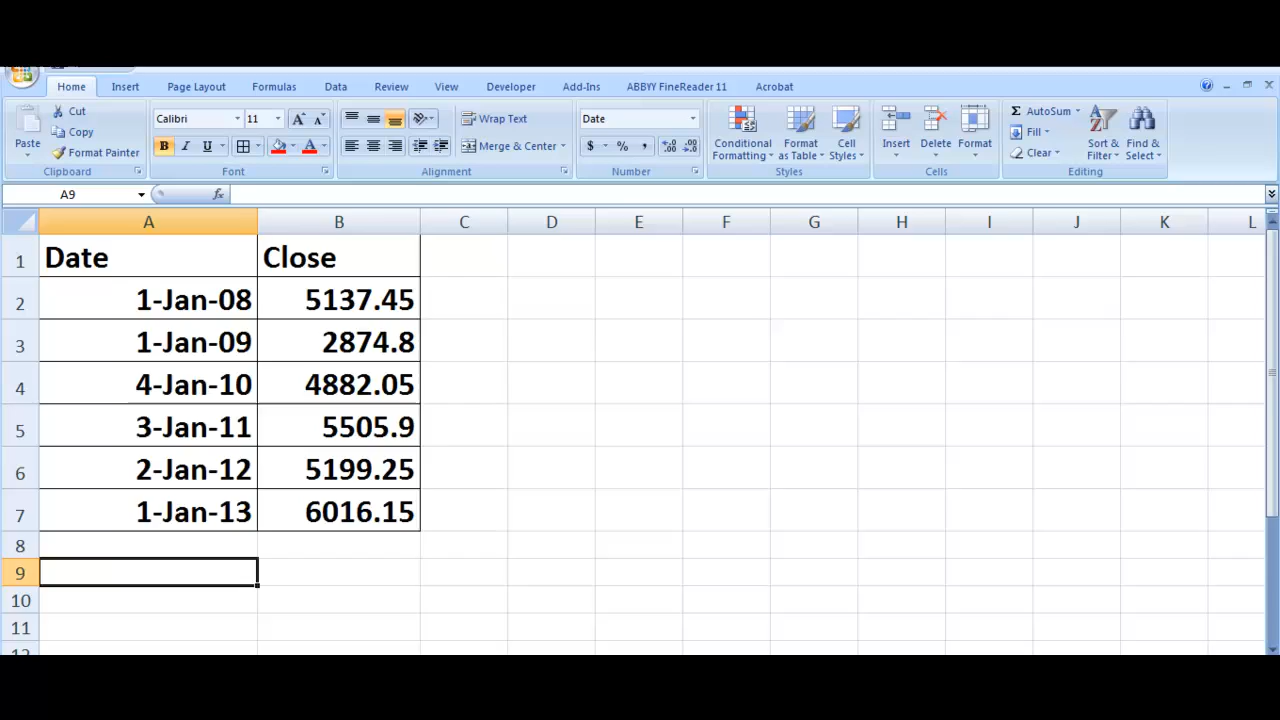 Home Insert Page Layout Formulas Data Review View Developer Add-Ins ABBYY FineReader 11 Acrobat
Paste
Cut
Copy
Format Painter
Clipboard
Calibri 11
B I U A
Font
Wrap Text
Merge & Center
Alignment
Date
$ % ,
Number
Conditional Formatting
Format as Table
Cell Styles
Styles
Insert
Delete
Format
Cells
Σ AutoSum
Fill
Clear
Sort & Filter
Find & Select
Editing
A9 fx
A B C D E F G H I J K L
1 Date Close
2 1-Jan-08 5137.45
3 1-Jan-09 2874.8
4 4-Jan-10 4882.05
5 3-Jan-11 5505.9
6 2-Jan-12 5199.25
7 1-Jan-13 6016.15
8
9
10
11